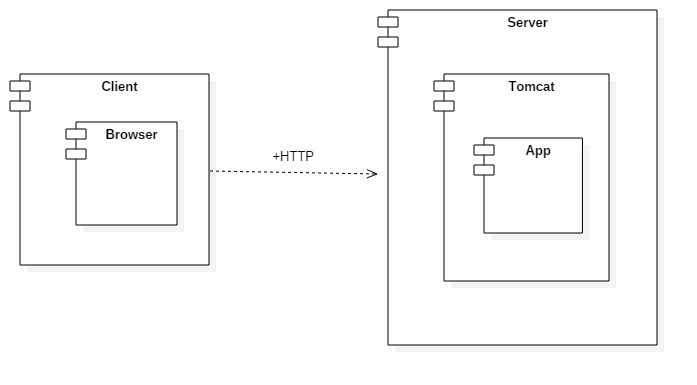 Server
Client
Tomcat
Browser
App
+HTTP